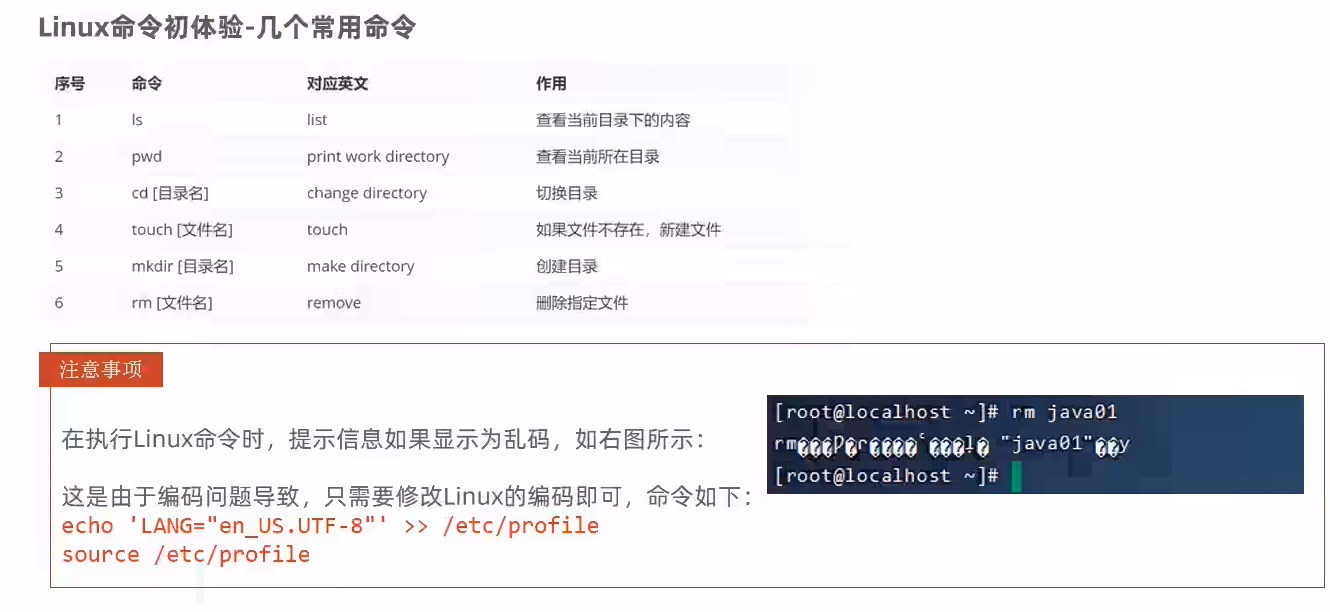 Linux命令初体验-几个常用命令
序号 命令 对应英文 作用
1 ls list 查看当前目录下的内容
2 pwd print work directory 查看当前所在目录
3 cd [目录名] change directory 切换目录
4 touch [文件名] touch 如果文件不存在，新建文件
5 mkdir [目录名] make directory 创建目录
6 rm [文件名] remove 删除指定文件
注意事项
在执行Linux命令时，提示信息如果显示为乱码，如右图所示：
这是由于编码问题导致，只需要修改Linux的编码即可，命令如下：
echo 'LANG="en_US.UTF-8"' >> /etc/profile
source /etc/profile
[root@localhost ~]# rm java01
rm "java01" y
[root@localhost ~]#